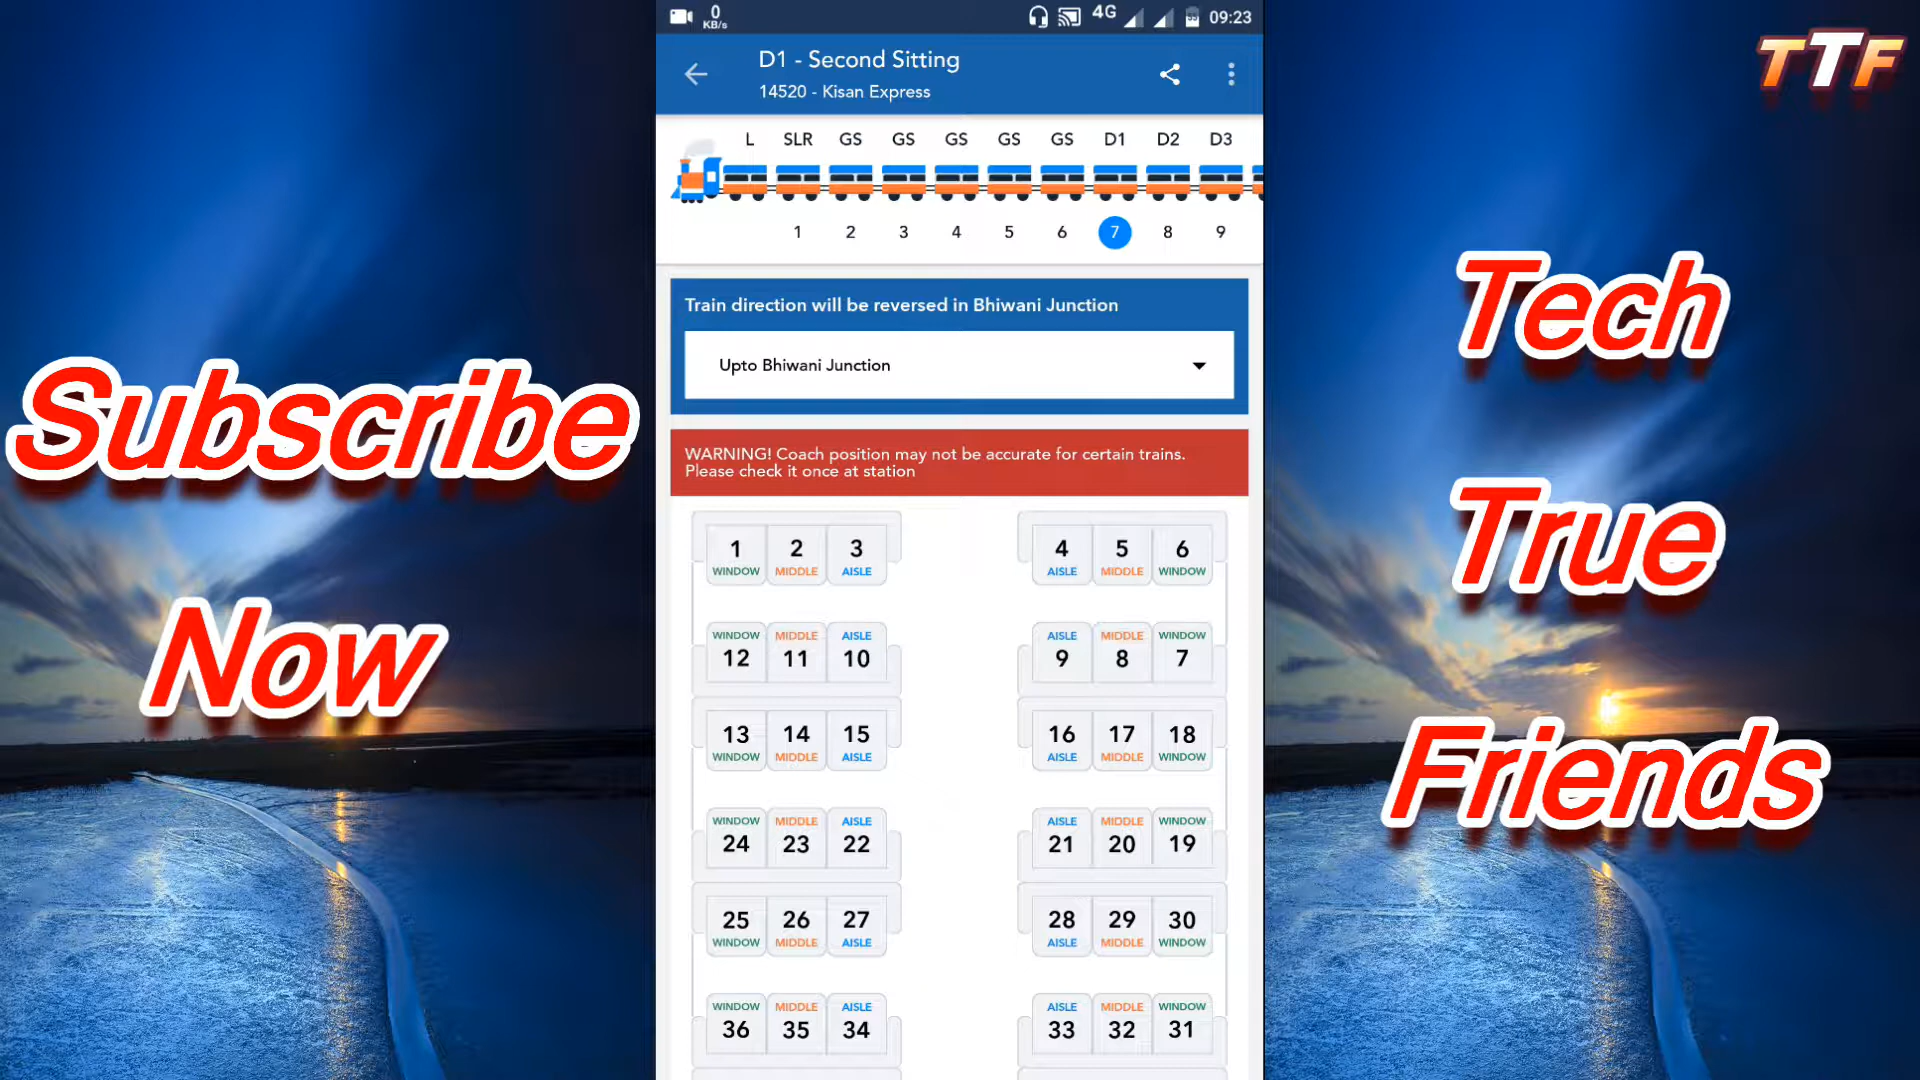 0
KB/s
4G
09:23
D1 - Second Sitting
14520 - Kisan Express
TTF
L SLR GS GS GS GS GS D1 D2 D3
1 2 3 4 5 6 7 8 9
Train direction will be reversed in Bhiwani Junction
Upto Bhiwani Junction
WARNING! Coach position may not be accurate for certain trains.
Please check it once at station
1 2 3 4 5 6
WINDOW MIDDLE AISLE AISLE MIDDLE WINDOW
WINDOW MIDDLE AISLE AISLE MIDDLE WINDOW
12 11 10 9 8 7
13 14 15 16 17 18
WINDOW MIDDLE AISLE AISLE MIDDLE WINDOW
WINDOW MIDDLE AISLE AISLE MIDDLE WINDOW
24 23 22 21 20 19
25 26 27 28 29 30
WINDOW MIDDLE AISLE AISLE MIDDLE WINDOW
WINDOW MIDDLE AISLE AISLE MIDDLE WINDOW
36 35 34 33 32 31
Subscribe
Now
Tech
True
Friends